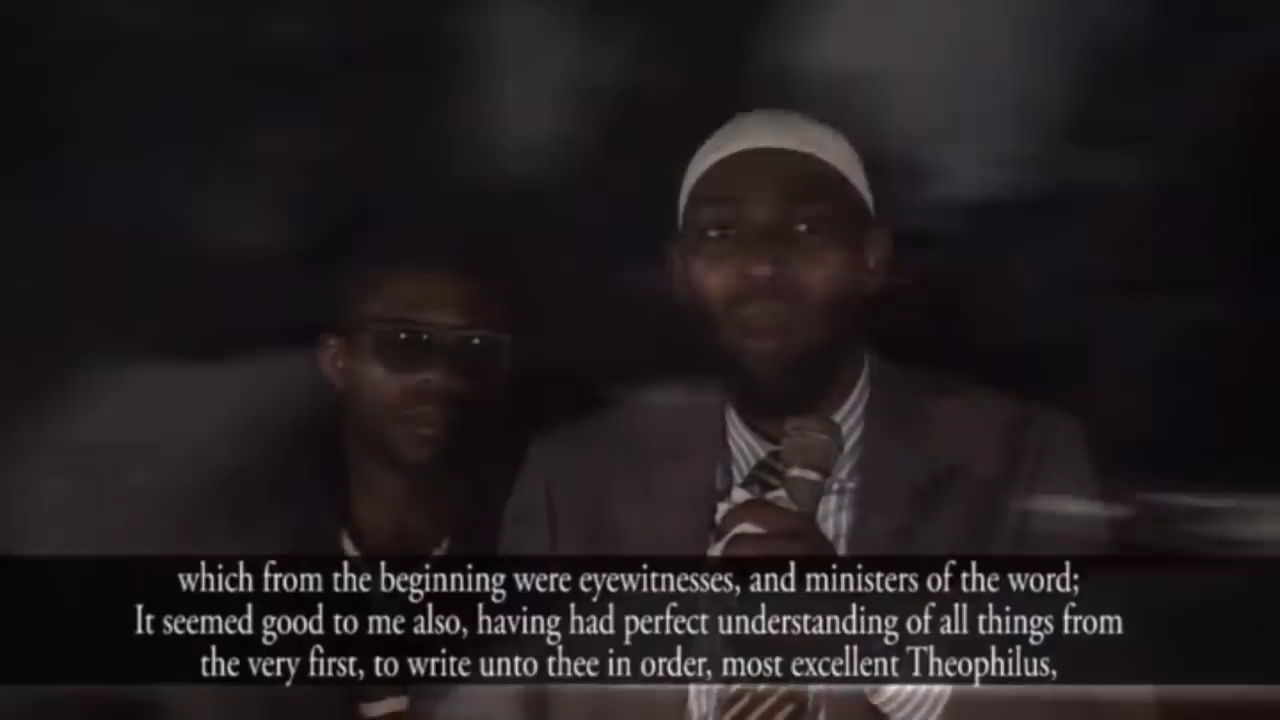 which from the beginning were eyewitnesses, and ministers of the word;
It seemed good to me also, having had perfect understanding of all things from
the very first, to write unto thee in order, most excellent Theophilus,